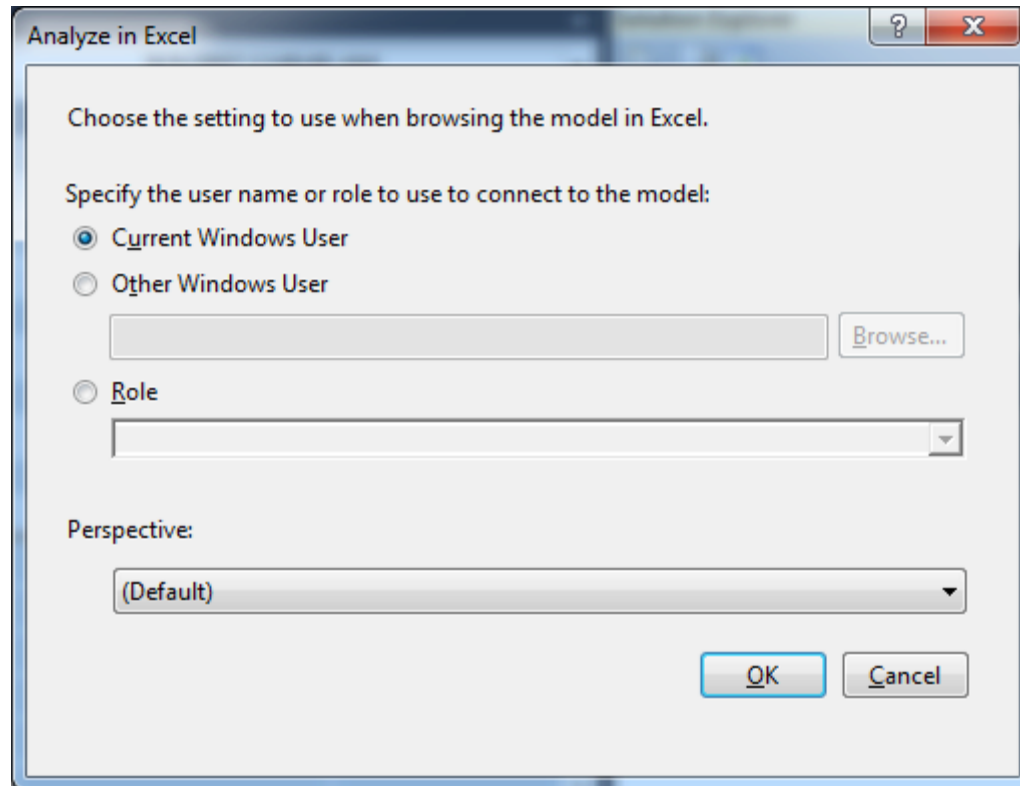 Analyze in Excel
Solution Explorer
?
X
Choose the setting to use when browsing the model in Excel.
Specify the user name or role to use to connect to the model:
Current Windows User
Other Windows User
Browse...
Role
Perspective:
(Default)
OK
Cancel